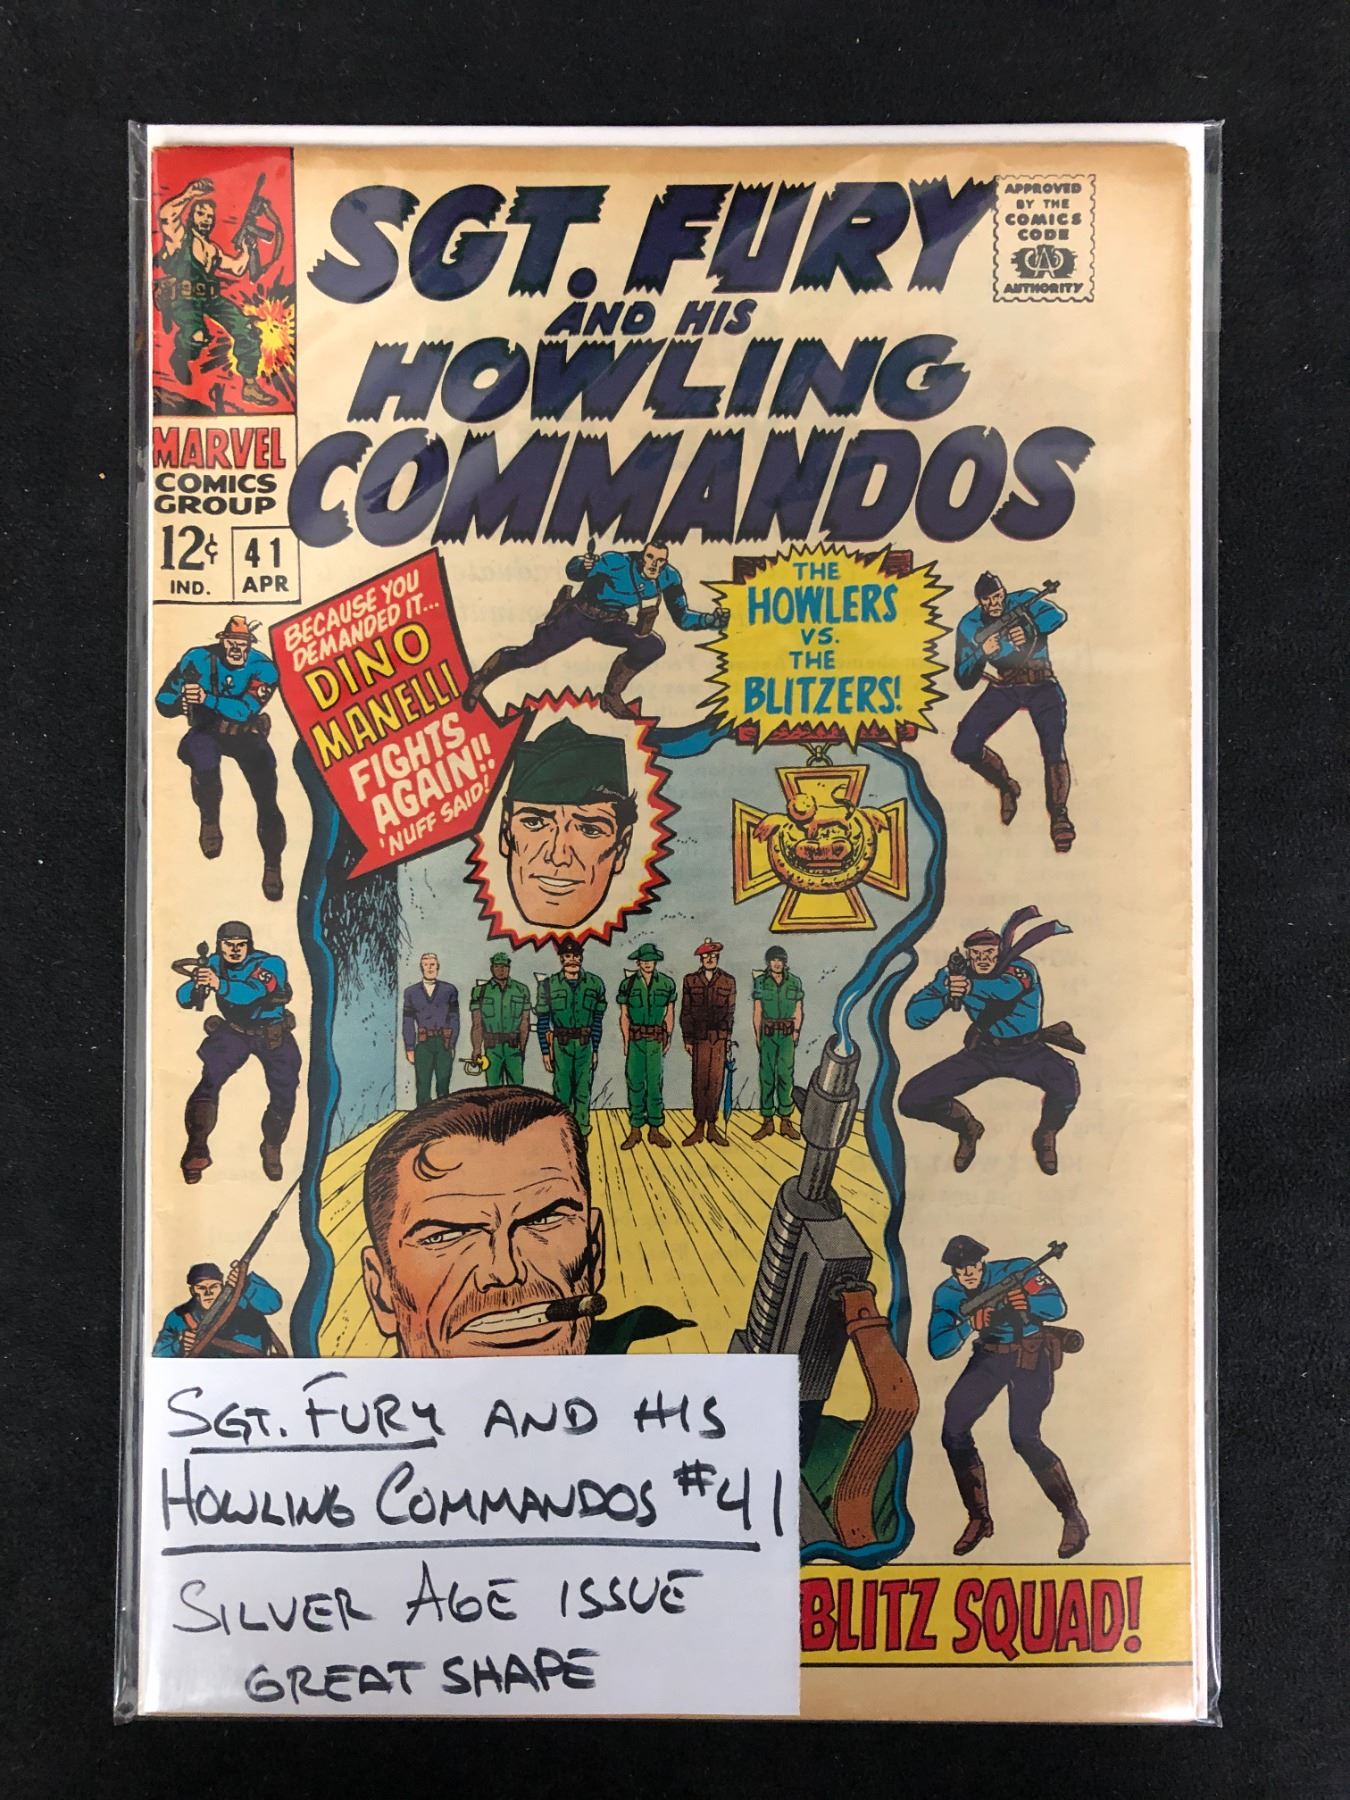 SGT. FURY
AND HIS
HOWLING
COMMANDOS
APPROVED
BY THE
COMICS
CODE
CA
AUTHORITY
MARVEL
COMICS
GROUP
12¢
IND.
41
APR
BECAUSE YOU
DEMANDED IT...
DINO
MANELLI
FIGHTS
AGAIN!!
'NUFF SAID!
THE
HOWLERS
VS.
THE
BLITZERS!
BLITZ SQUAD!
SGT. FURY AND HIS
HOWLING COMMANDOS #41
SILVER AGE ISSUE
GREAT SHAPE